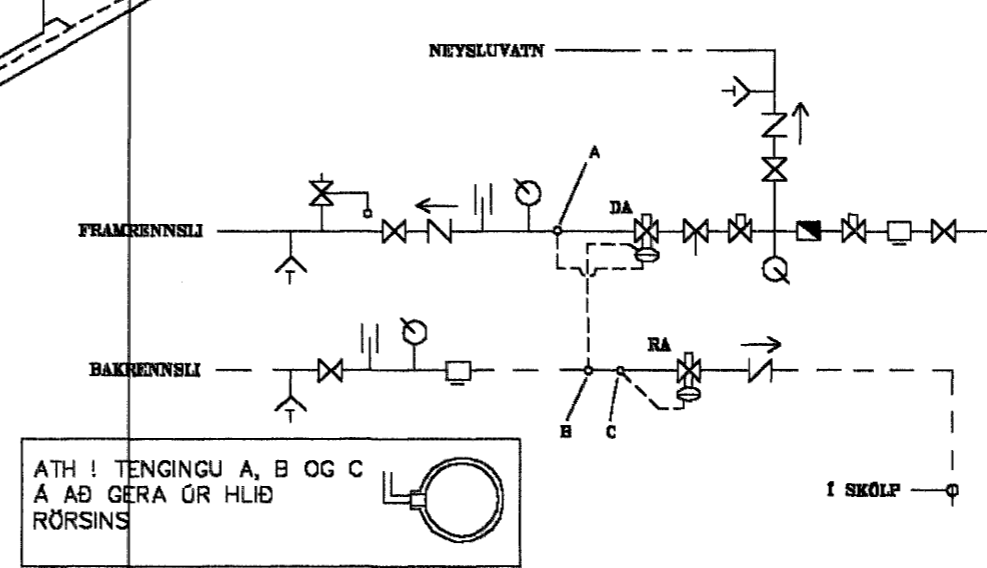 NEYSLUVATN
A
DA
FRAMRENNSLI
RA
BAKRENNSLI
B C
ATH ! TENGINGU A, B OG C
Á AÐ GERA ÚR HLIÐ
RÖRSINS
Í SKÓLP